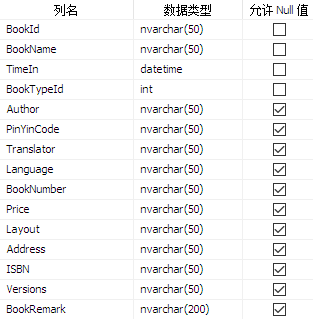 列名 数据类型 允许 Null 值
BookId nvarchar(50)
BookName nvarchar(50)
TimeIn datetime
BookTypeId int
Author nvarchar(50)
PinYinCode nvarchar(50)
Translator nvarchar(50)
Language nvarchar(50)
BookNumber nvarchar(50)
Price nvarchar(50)
Layout nvarchar(50)
Address nvarchar(50)
ISBN nvarchar(50)
Versions nvarchar(50)
BookRemark nvarchar(200)